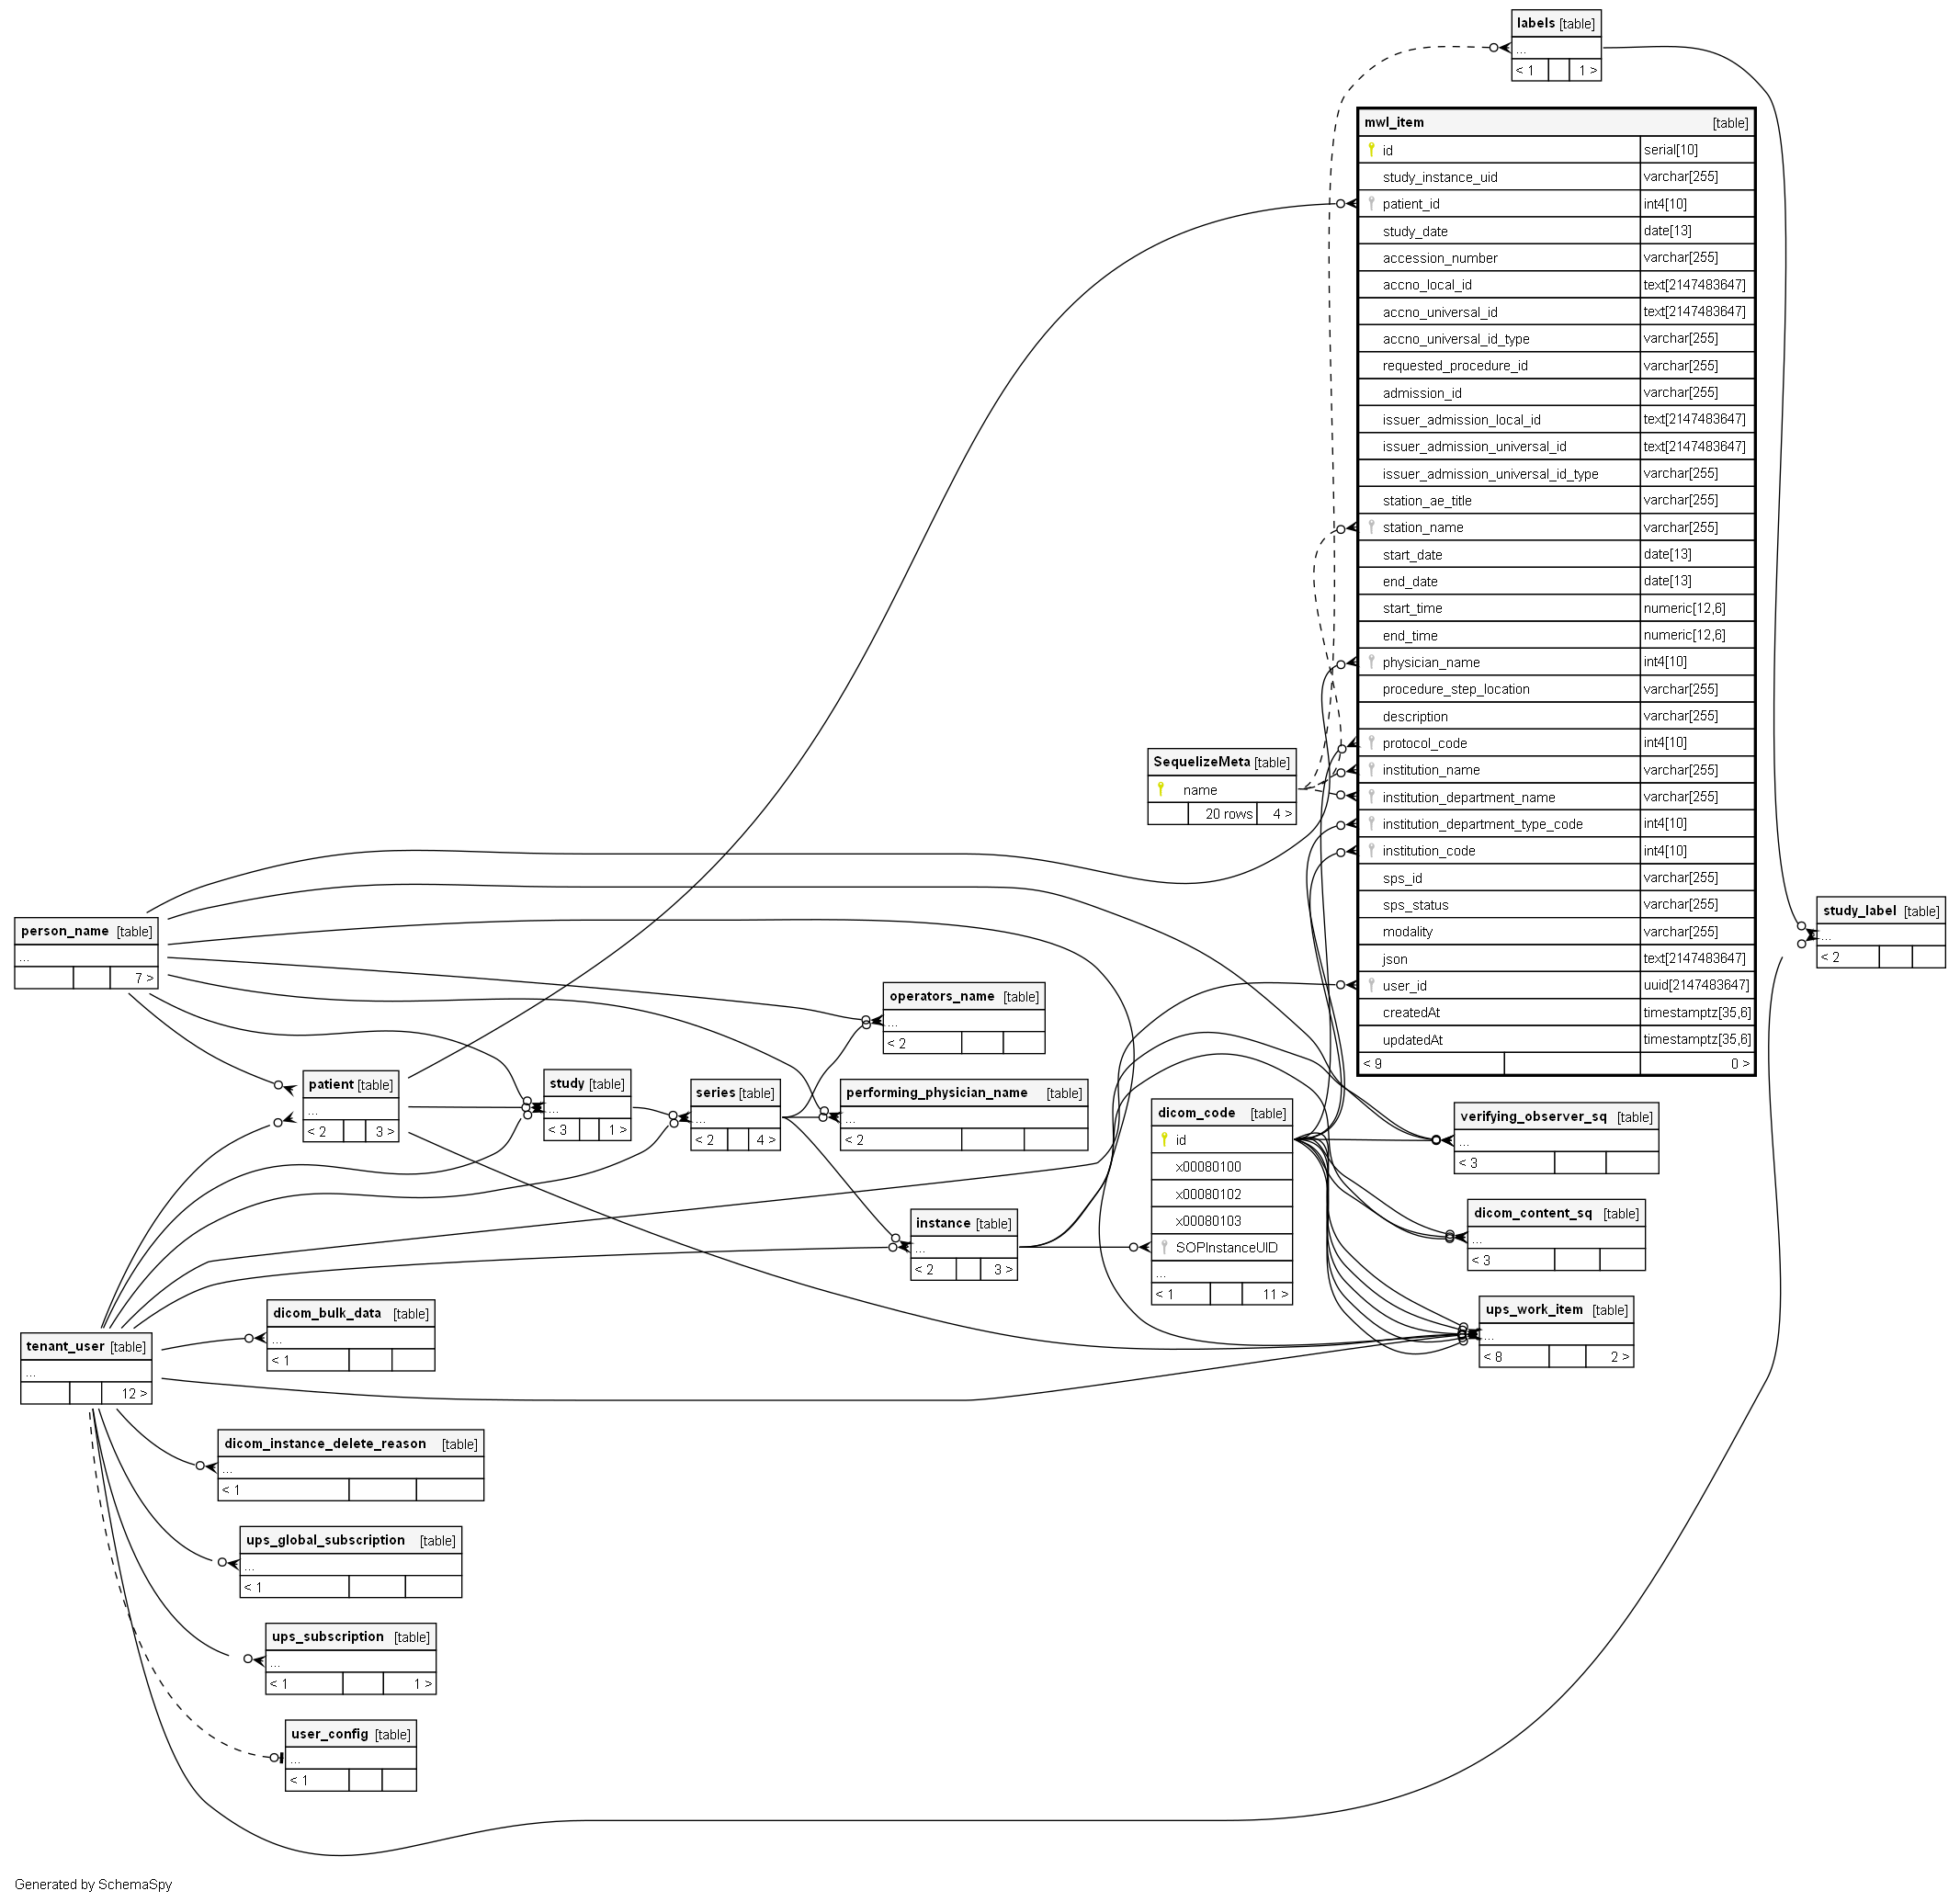 labels [table]
...
< 1 1 >
mwl_item [table]
id serial[10]
study_instance_uid varchar[255]
patient_id int4[10]
study_date date[13]
accession_number varchar[255]
accno_local_id text[2147483647]
accno_universal_id text[2147483647]
accno_universal_id_type varchar[255]
requested_procedure_id varchar[255]
admission_id varchar[255]
issuer_admission_local_id text[2147483647]
issuer_admission_universal_id text[2147483647]
issuer_admission_universal_id_type varchar[255]
station_ae_title varchar[255]
station_name varchar[255]
start_date date[13]
end_date date[13]
start_time numeric[12,6]
end_time numeric[12,6]
physician_name int4[10]
procedure_step_location varchar[255]
description varchar[255]
protocol_code int4[10]
institution_name varchar[255]
institution_department_name varchar[255]
institution_department_type_code int4[10]
institution_code int4[10]
sps_id varchar[255]
sps_status varchar[255]
modality varchar[255]
json text[2147483647]
user_id uuid[2147483647]
createdAt timestamptz[35,6]
updatedAt timestamptz[35,6]
< 9 0 >
SequelizeMeta [table]
name
20 rows 4 >
person_name [table]
...
7 >
study_label [table]
...
< 2
operators_name [table]
...
< 2
patient [table]
...
< 2 3 >
study [table]
...
< 3 1 >
series [table]
...
< 2 4 >
performing_physician_name [table]
...
< 2
dicom_code [table]
id
x00080100
x00080102
x00080103
SOPInstanceUID
...
< 1 11 >
verifying_observer_sq [table]
...
< 3
dicom_content_sq [table]
...
< 3
instance [table]
...
< 2 3 >
ups_work_item [table]
...
< 8 2 >
dicom_bulk_data [table]
...
< 1
tenant_user [table]
...
12 >
dicom_instance_delete_reason [table]
...
< 1
ups_global_subscription [table]
...
< 1
ups_subscription [table]
...
< 1 1 >
user_config [table]
...
< 1
Generated by SchemaSpy